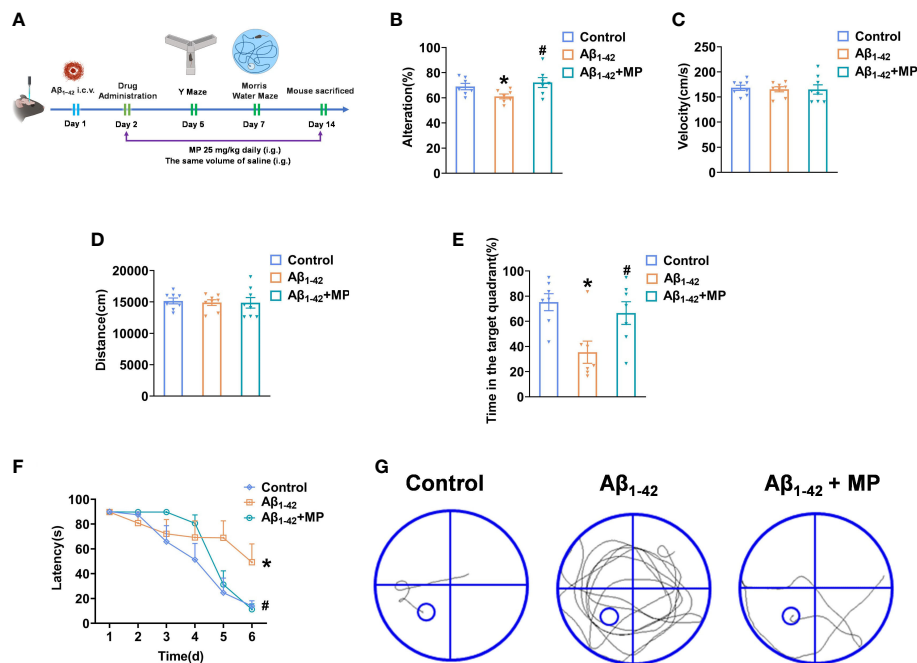 A
Aβ1-42 i.c.v.
Drug
Administration
Y Maze
Morris
Water Maze
Mouse sacrificed
Day 1
Day 2
Day 5
Day 7
Day 14
MP 25 mg/kg daily (i.g.)
The same volume of saline (i.g.)
B
Control
Aβ1-42
Aβ1-42+MP
Alteration(%)
100
80
60
40
20
0
*
#
C
Control
Aβ1-42
Aβ1-42+MP
Velocity(cm/s)
250
200
150
100
50
0
D
Control
Aβ1-42
Aβ1-42+MP
Distance(cm)
20000
15000
10000
5000
0
E
Control
Aβ1-42
Aβ1-42+MP
Time in the target quadrant(%)
100
80
60
40
20
0
*
#
F
Control
Aβ1-42
Aβ1-42+MP
Latency(s)
100
80
60
40
20
0
*
#
1 2 3 4 5 6
Time(d)
G
Control
Aβ1-42
Aβ1-42 + MP